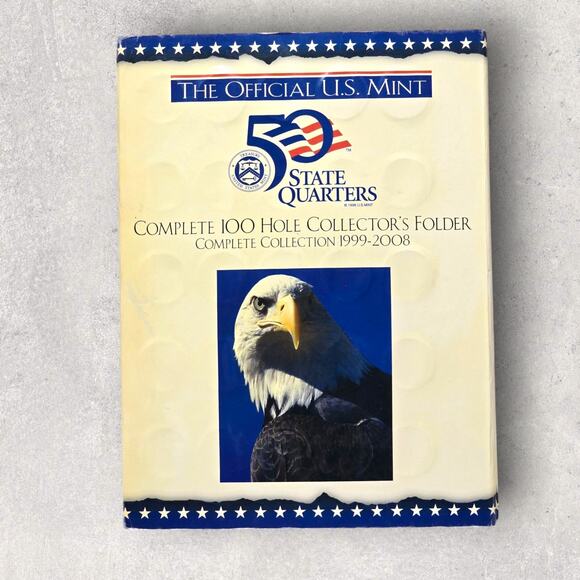 THE OFFICIAL U.S. MINT
50
STATE
QUARTERS
COMPLETE 100 HOLE COLLECTOR'S FOLDER
COMPLETE COLLECTION 1999-2008